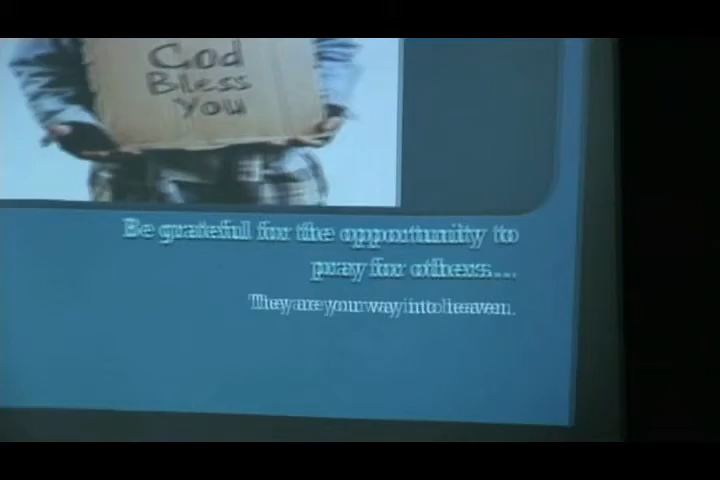 God
Bless
You
Be grateful for the opportunity to
pray for others...
They are your way into heaven.